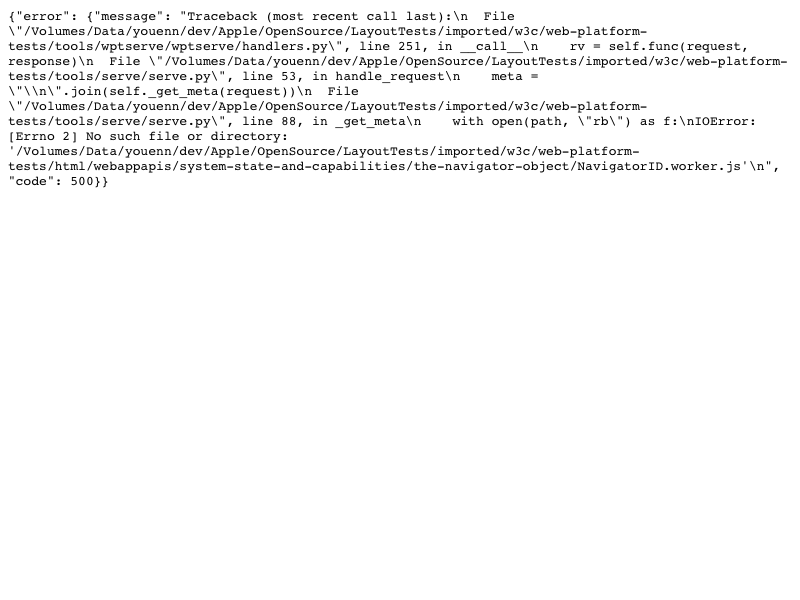 {"error": {"message": "Traceback (most recent call last):\n  File
\"/Volumes/Data/youenn/dev/Apple/OpenSource/LayoutTests/imported/w3c/web-platform-
tests/tools/wptserve/wptserve/handlers.py\", line 251, in __call__\n    rv = self.func(request,
response)\n  File \"/Volumes/Data/youenn/dev/Apple/OpenSource/LayoutTests/imported/w3c/web-platform-
tests/tools/serve/serve.py\", line 53, in handle_request\n    meta =
\"\\n\".join(self._get_meta(request))\n  File
\"/Volumes/Data/youenn/dev/Apple/OpenSource/LayoutTests/imported/w3c/web-platform-
tests/tools/serve/serve.py\", line 88, in _get_meta\n    with open(path, \"rb\") as f:\nIOError:
[Errno 2] No such file or directory:
'/Volumes/Data/youenn/dev/Apple/OpenSource/LayoutTests/imported/w3c/web-platform-
tests/html/webappapis/system-state-and-capabilities/the-navigator-object/NavigatorID.worker.js'\n",
"code": 500}}